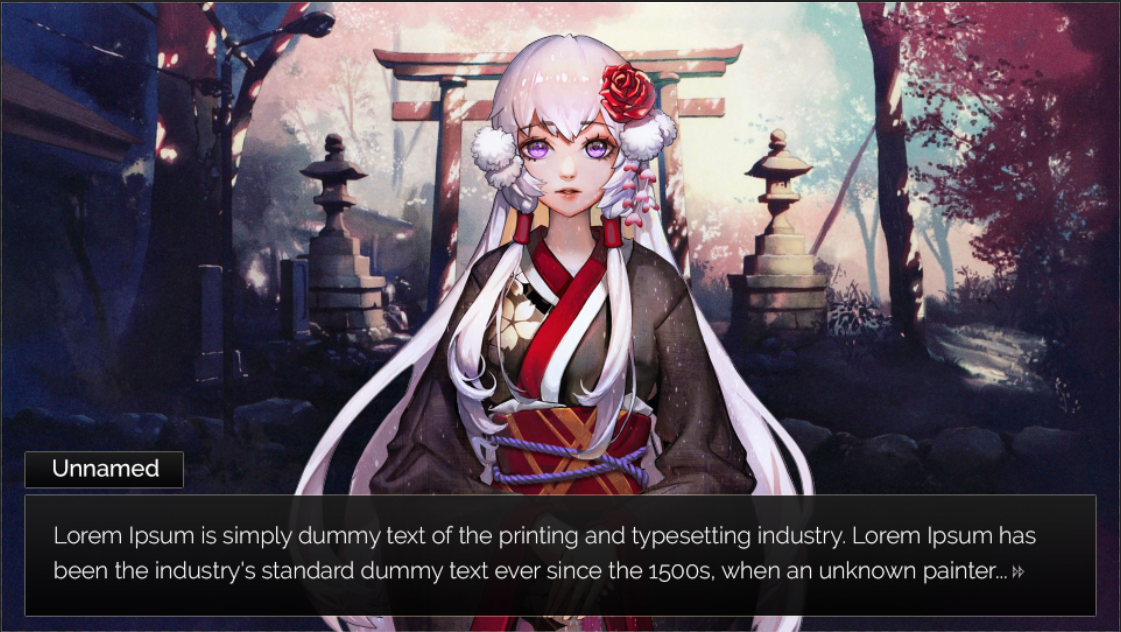 Unnamed
Lorem Ipsum is simply dummy text of the printing and typesetting industry. Lorem Ipsum has
been the industry's standard dummy text ever since the 1500s, when an unknown painter...